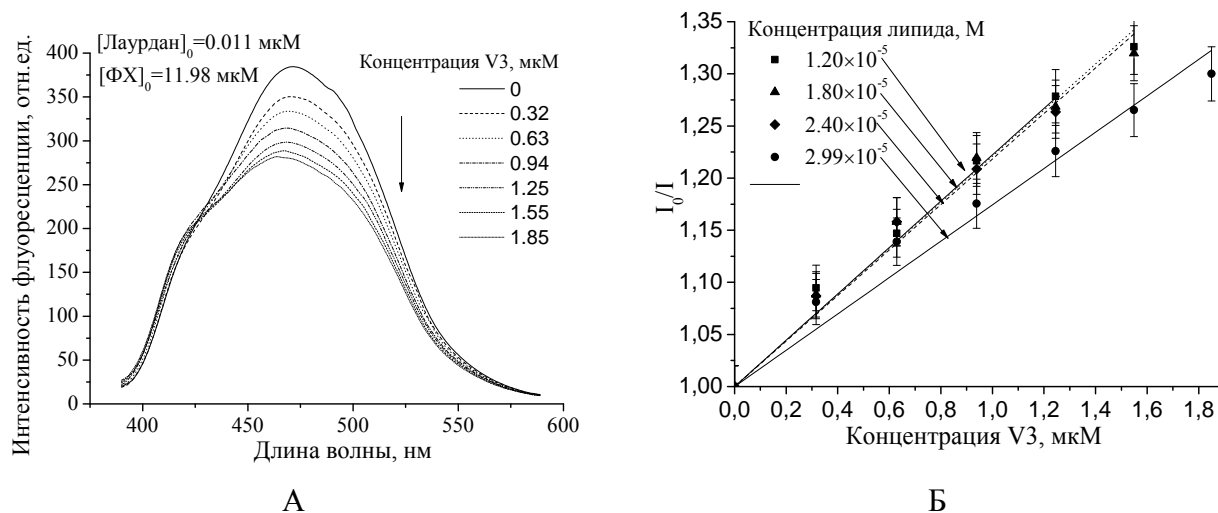 [Лаурдан]₀=0.011 мкМ
[ФХ]₀=11.98 мкМ
Концентрация V3, мкМ
0
0.32
0.63
0.94
1.25
1.55
1.85
Интенсивность флуоресценции, отн.ед.
400
350
300
250
200
150
100
50
0
400 450 500 550 600
Длина волны, нм
А
Концентрация липида, М
1.20×10⁻⁵
1.80×10⁻⁵
2.40×10⁻⁵
2.99×10⁻⁵
I₀/I
1,35
1,30
1,25
1,20
1,15
1,10
1,05
1,00
0,0 0,2 0,4 0,6 0,8 1,0 1,2 1,4 1,6 1,8
Концентрация V3, мкМ
Б